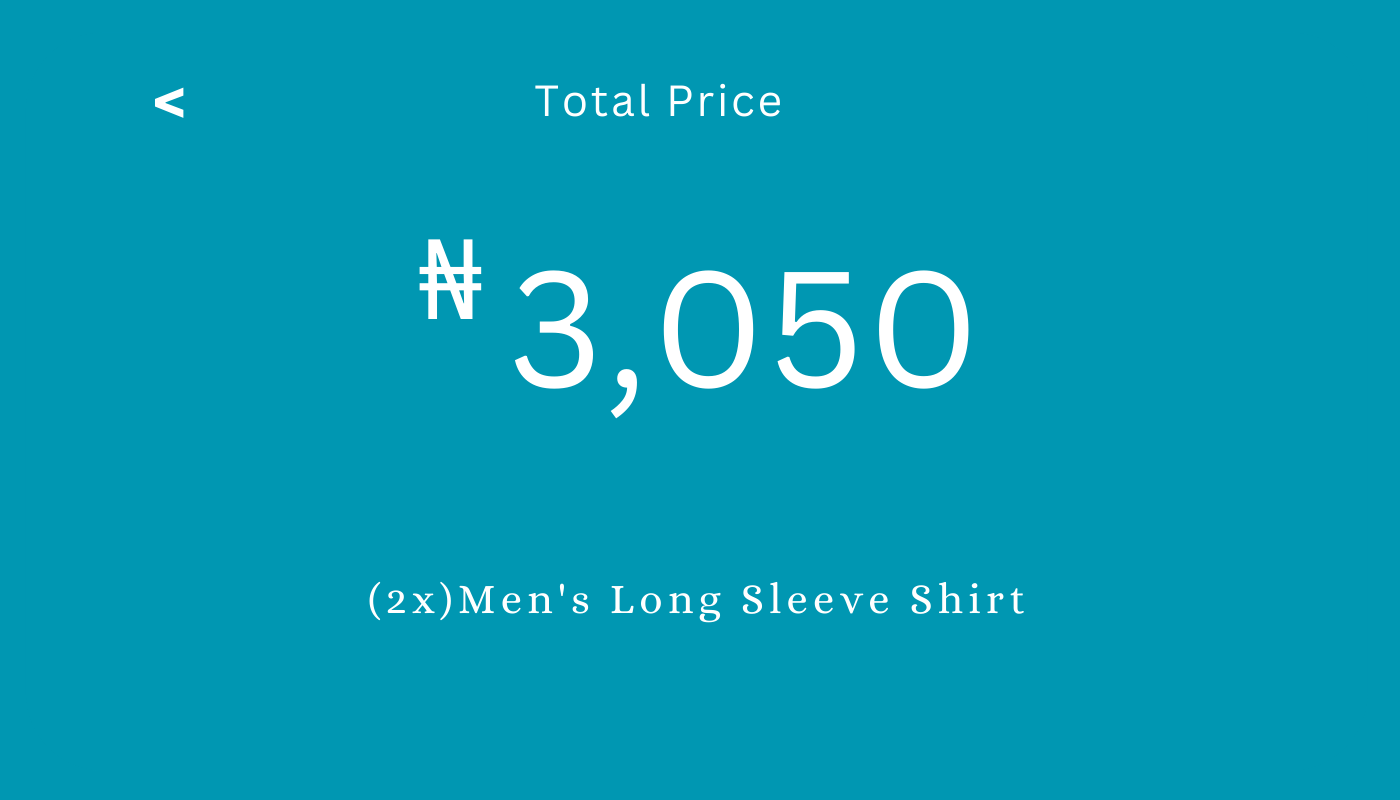 < Total Price
₦ 3,050
(2x)Men's Long Sleeve Shirt